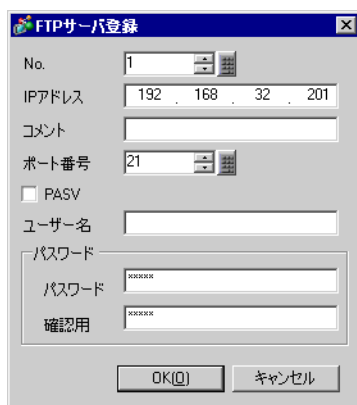 FTPサーバ登録
No. 1
IPアドレス 192 . 168 . 32 . 201
コメント
ポート番号 21
PASV
ユーザー名
パスワード
パスワード *****
確認用 *****
OK(O) キャンセル